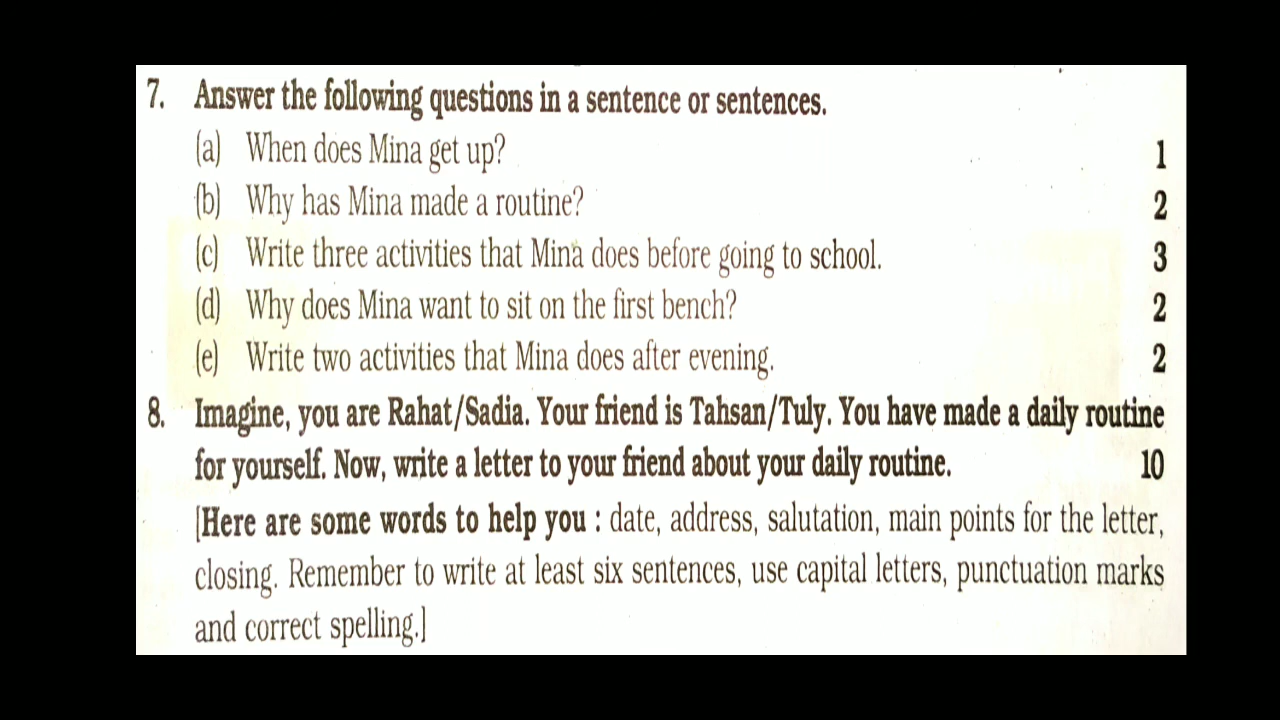 7. Answer the following questions in a sentence or sentences.
(a) When does Mina get up? 1
(b) Why has Mina made a routine? 2
(c) Write three activities that Mina does before going to school. 3
(d) Why does Mina want to sit on the first bench? 2
(e) Write two activities that Mina does after evening. 2
8. Imagine, you are Rahat/Sadia. Your friend is Tahsan/Tuly. You have made a daily routine
for yourself. Now, write a letter to your friend about your daily routine. 10
[Here are some words to help you : date, address, salutation, main points for the letter,
closing. Remember to write at least six sentences, use capital letters, punctuation marks
and correct spelling.]